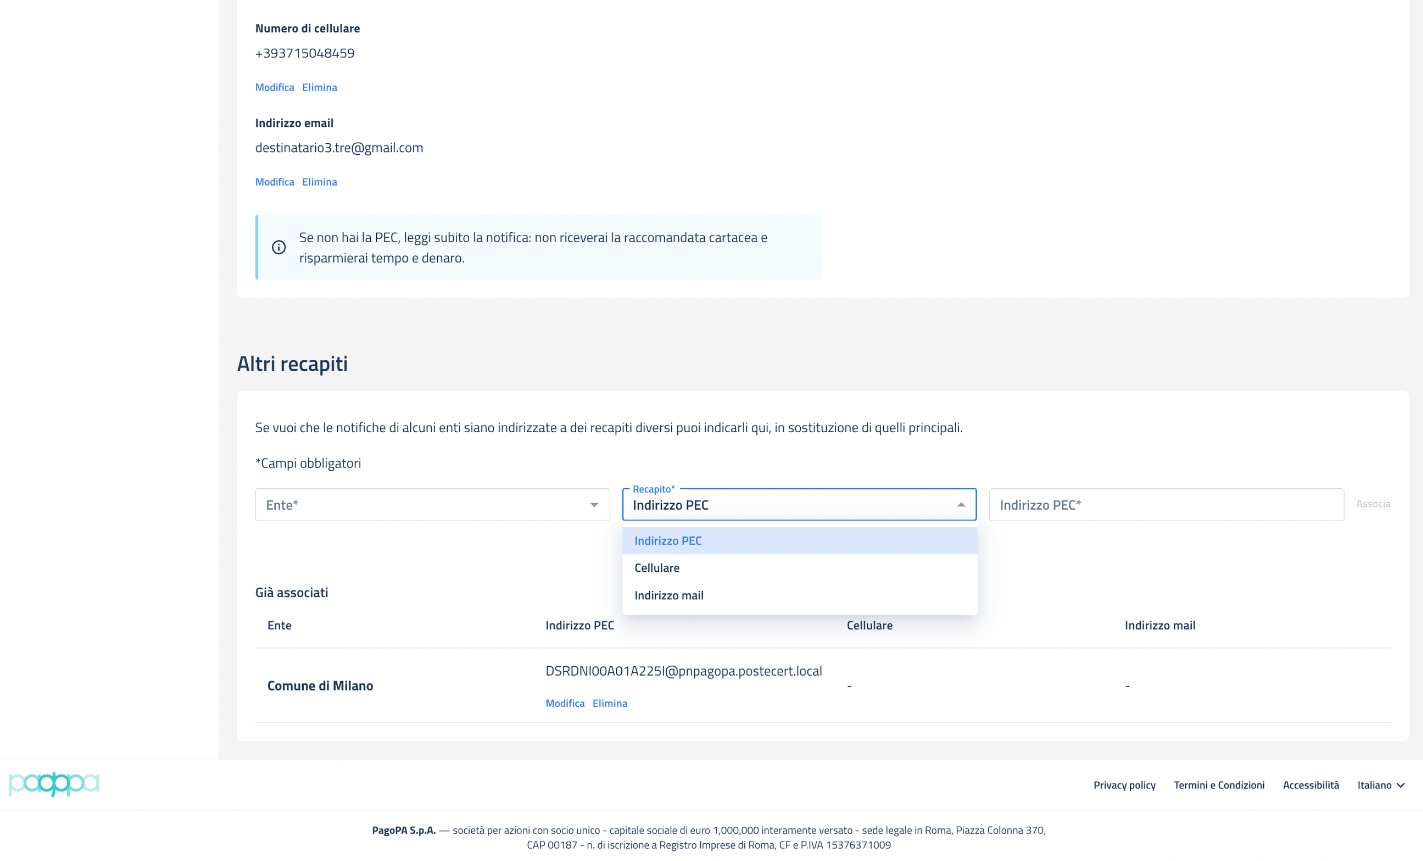 Numero di cellulare
+393715048459
Modifica Elimina
Indirizzo email
destinatario3.tre@gmail.com
Modifica Elimina
Se non hai la PEC, leggi subito la notifica: non riceverai la raccomandata cartacea e
risparmierai tempo e denaro.
Altri recapiti
Se vuoi che le notifiche di alcuni enti siano indirizzate a dei recapiti diversi puoi indicarli qui, in sostituzione di quelli principali.
*Campi obbligatori
Ente*
Recapito*
Indirizzo PEC
Indirizzo PEC*
Associa
Indirizzo PEC
Cellulare
Indirizzo mail
Già associati
Ente Indirizzo PEC Cellulare Indirizzo mail
DSRDNI00A01A225I@pnpagopa.postecert.local
Comune di Milano - -
Modifica Elimina
pagopa
Privacy policy Termini e Condizioni Accessibilità Italiano
PagoPA S.p.A. — società per azioni con socio unico - capitale sociale di euro 1,000,000 interamente versato - sede legale in Roma, Piazza Colonna 370,
CAP 00187 - n. di iscrizione a Registro Imprese di Roma, CF e P.IVA 15376371009